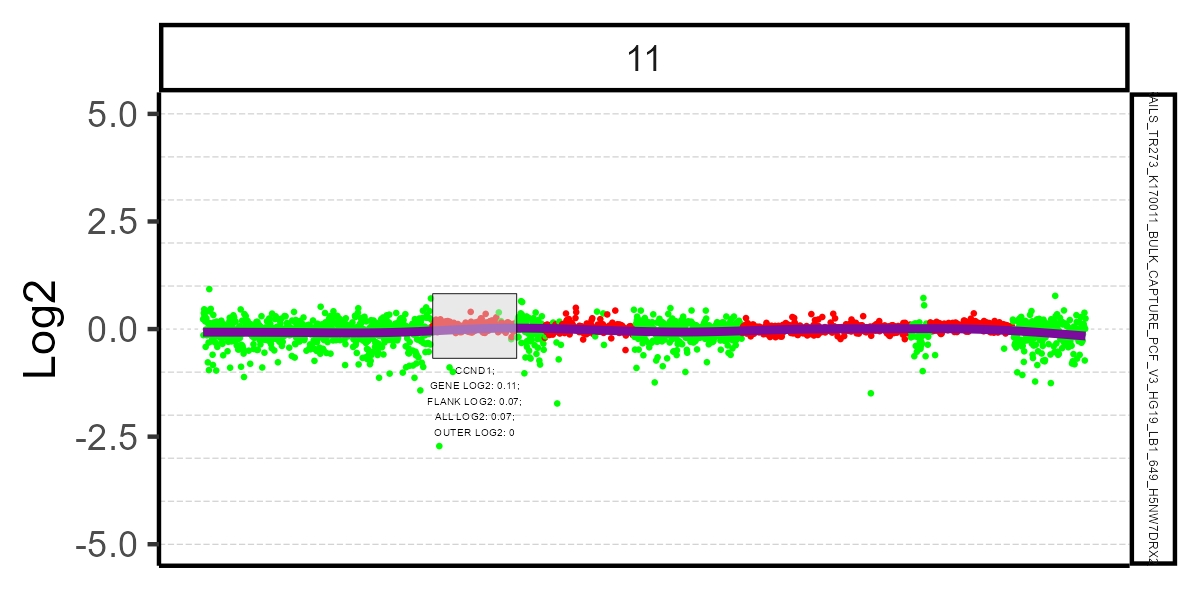 11
5.0
2.5
0.0
-2.5
-5.0
Log2
CCND1;
GENE LOG2: 0.11;
FLANK LOG2: 0.07;
ALL LOG2: 0.07;
OUTER LOG2: 0
AILS_TR273_K170011_BULK_CAPTURE_PCF_V3_HG19_LB1_649_H5NW7DRX2